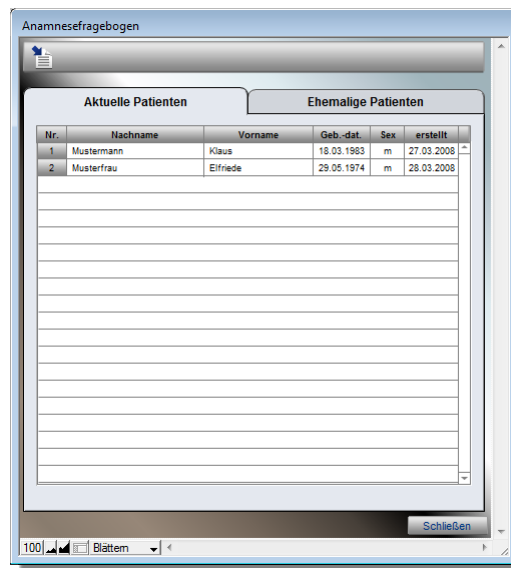 Anamnesefragebogen
Aktuelle Patienten Ehemalige Patienten
Nr. Nachname Vorname Geb.-dat. Sex erstellt
1 Mustermann Klaus 18.03.1983 m 27.03.2008
2 Musterfrau Elfriede 29.05.1974 m 28.03.2008
Schließen
100 Blättern